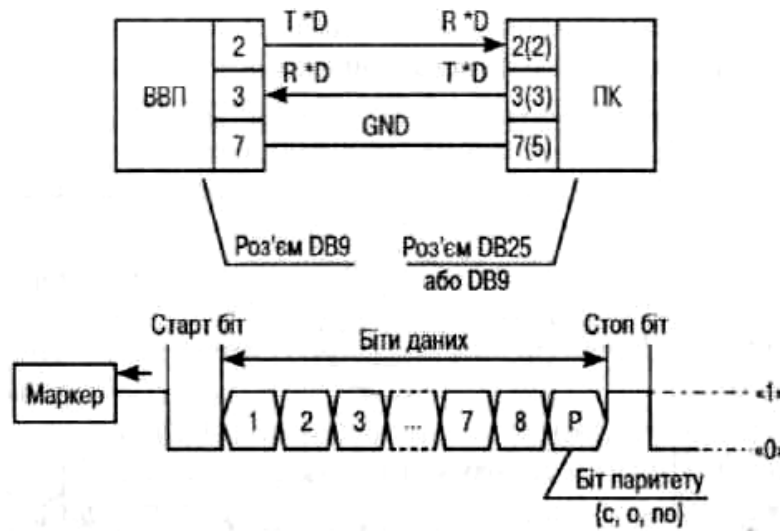 T *D R *D
2 2(2)
R *D T *D
ВВП 3 3(3) ПК
GND
7 7(5)
Роз'єм DB9 Роз'єм DB25
або DB9
Старт біт Біти даних Стоп біт
Маркер «1»
1 2 3 ... 7 8 P
«0»
Біт паритету
(c, o, no)